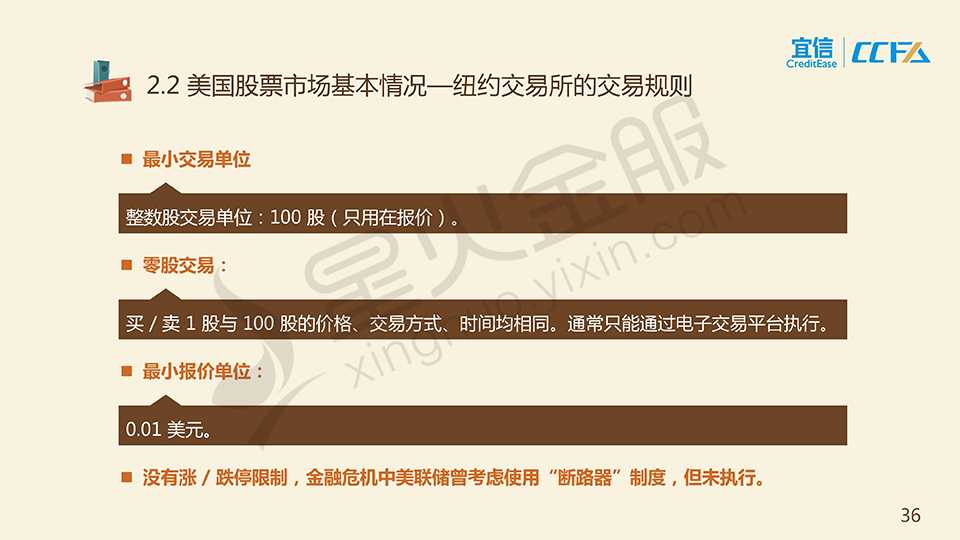 宜信
CreditEase
CCFA
2.2 美国股票市场基本情况—纽约交易所的交易规则
最小交易单位
整数股交易单位：100 股（只用在报价）。
零股交易：
买 / 卖 1 股与 100 股的价格、交易方式、时间均相同。通常只能通过电子交易平台执行。
最小报价单位：
0.01 美元。
没有涨 / 跌停限制，金融危机中美联储曾考虑使用“断路器”制度，但未执行。
星火金服
xinghuo.yixin.com
36